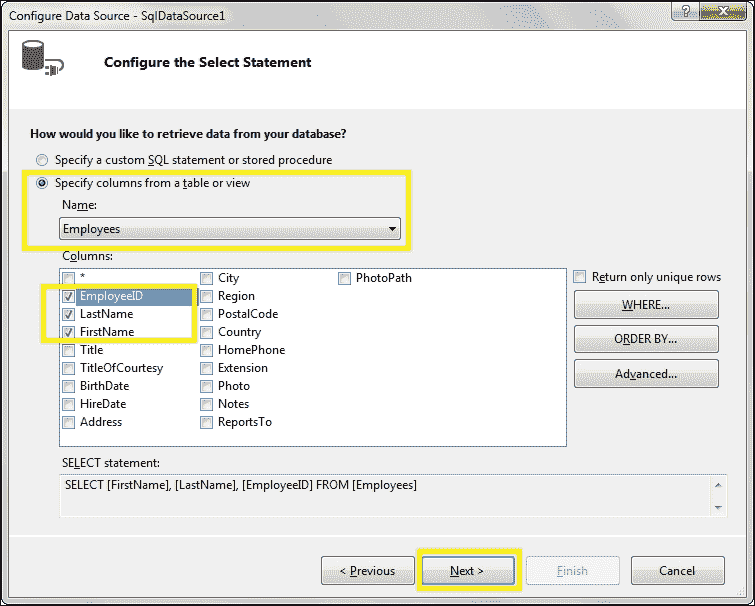 Configure Data Source - SqlDataSource1
?
Configure the Select Statement
How would you like to retrieve data from your database?
Specify a custom SQL statement or stored procedure
Specify columns from a table or view
Name:
Employees
Columns:
* City PhotoPath Return only unique rows
EmployeeID Region
LastName PostalCode WHERE...
FirstName Country
Title HomePhone ORDER BY...
TitleOfCourtesy Extension
BirthDate Photo Advanced...
HireDate Notes
Address ReportsTo
SELECT statement:
SELECT [FirstName], [LastName], [EmployeeID] FROM [Employees]
< Previous Next > Finish Cancel